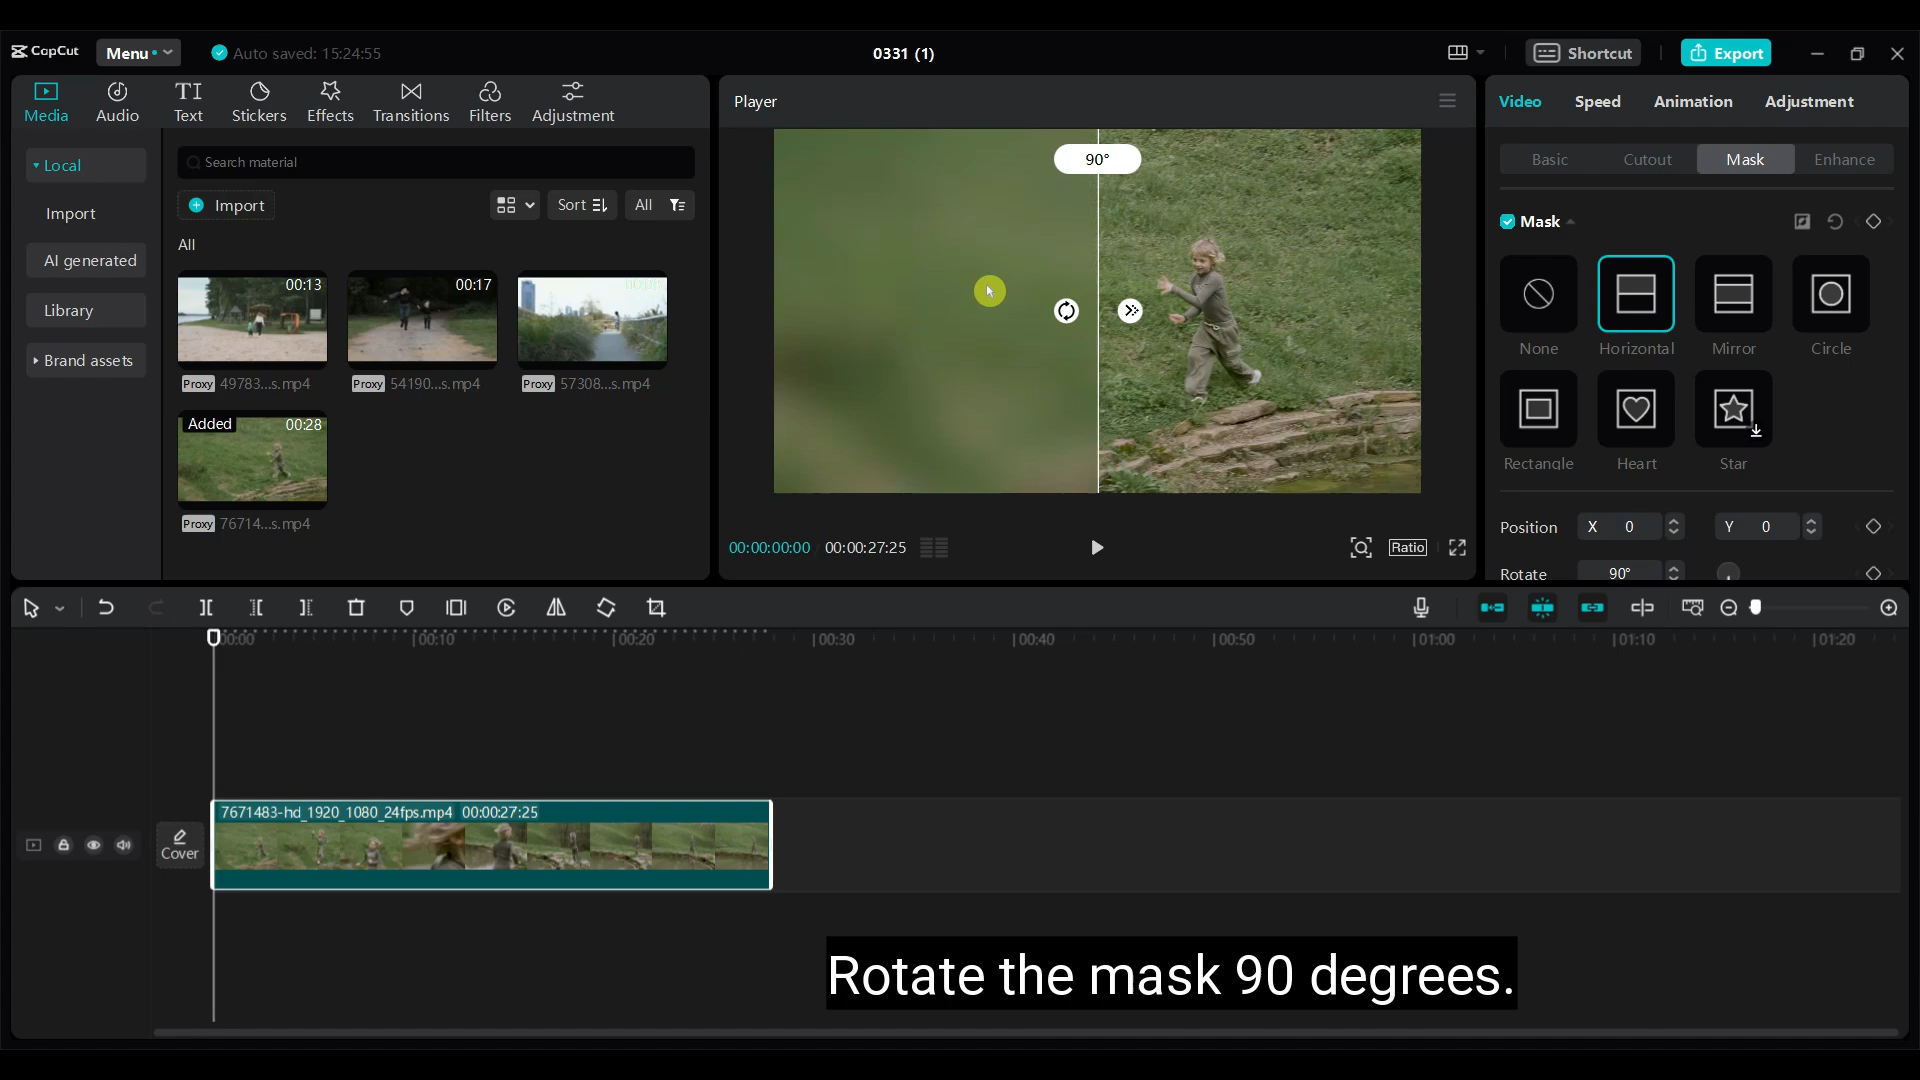 CapCut
Menu
Auto saved: 15:24:55
0331 (1)
Shortcut
Export
Media
Audio
TI
Text
Stickers
Effects
Transitions
Filters
Adjustment
Player
Video
Speed
Animation
Adjustment
Local
Import
AI generated
Library
Brand assets
Search material
Import
Sort
All
All
00:13
00:17
Proxy 49783...s.mp4
Proxy 54190...s.mp4
Proxy 57308...s.mp4
Added
00:28
Proxy 76714...s.mp4
90°
00:00:00:00
00:00:27:25
Ratio
Basic
Cutout
Mask
Enhance
Mask
None
Horizontal
Mirror
Circle
Rectangle
Heart
Star
Position
X 0
Y 0
Rotate
90°
00:00
00:10
00:20
00:30
00:40
00:50
01:00
01:10
01:20
Cover
7671483-hd_1920_1080_24fps.mp4 00:00:27:25
Rotate the mask 90 degrees.